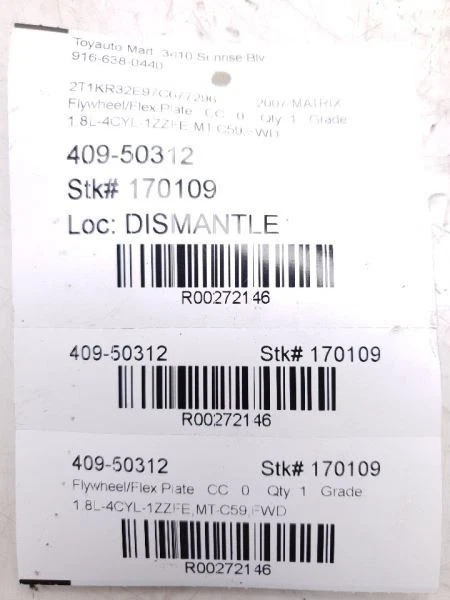 Toyauto Mart 3410 Sunrise Blv
916-638-0440
2007 MATRIX
Flywheel/Flex Plate CC 0 Qty 1 Grade
1.8L-4CYL-1ZZFE,MT-C59,FWD
409-50312
Stk# 170109
Loc: DISMANTLE
R00272146
409-50312 Stk# 170109
R00272146
409-50312 Stk# 170109
Flywheel/Flex Plate CC 0 Qty 1 Grade
1.8L-4CYL-1ZZFE,MT-C59,FWD
R00272146